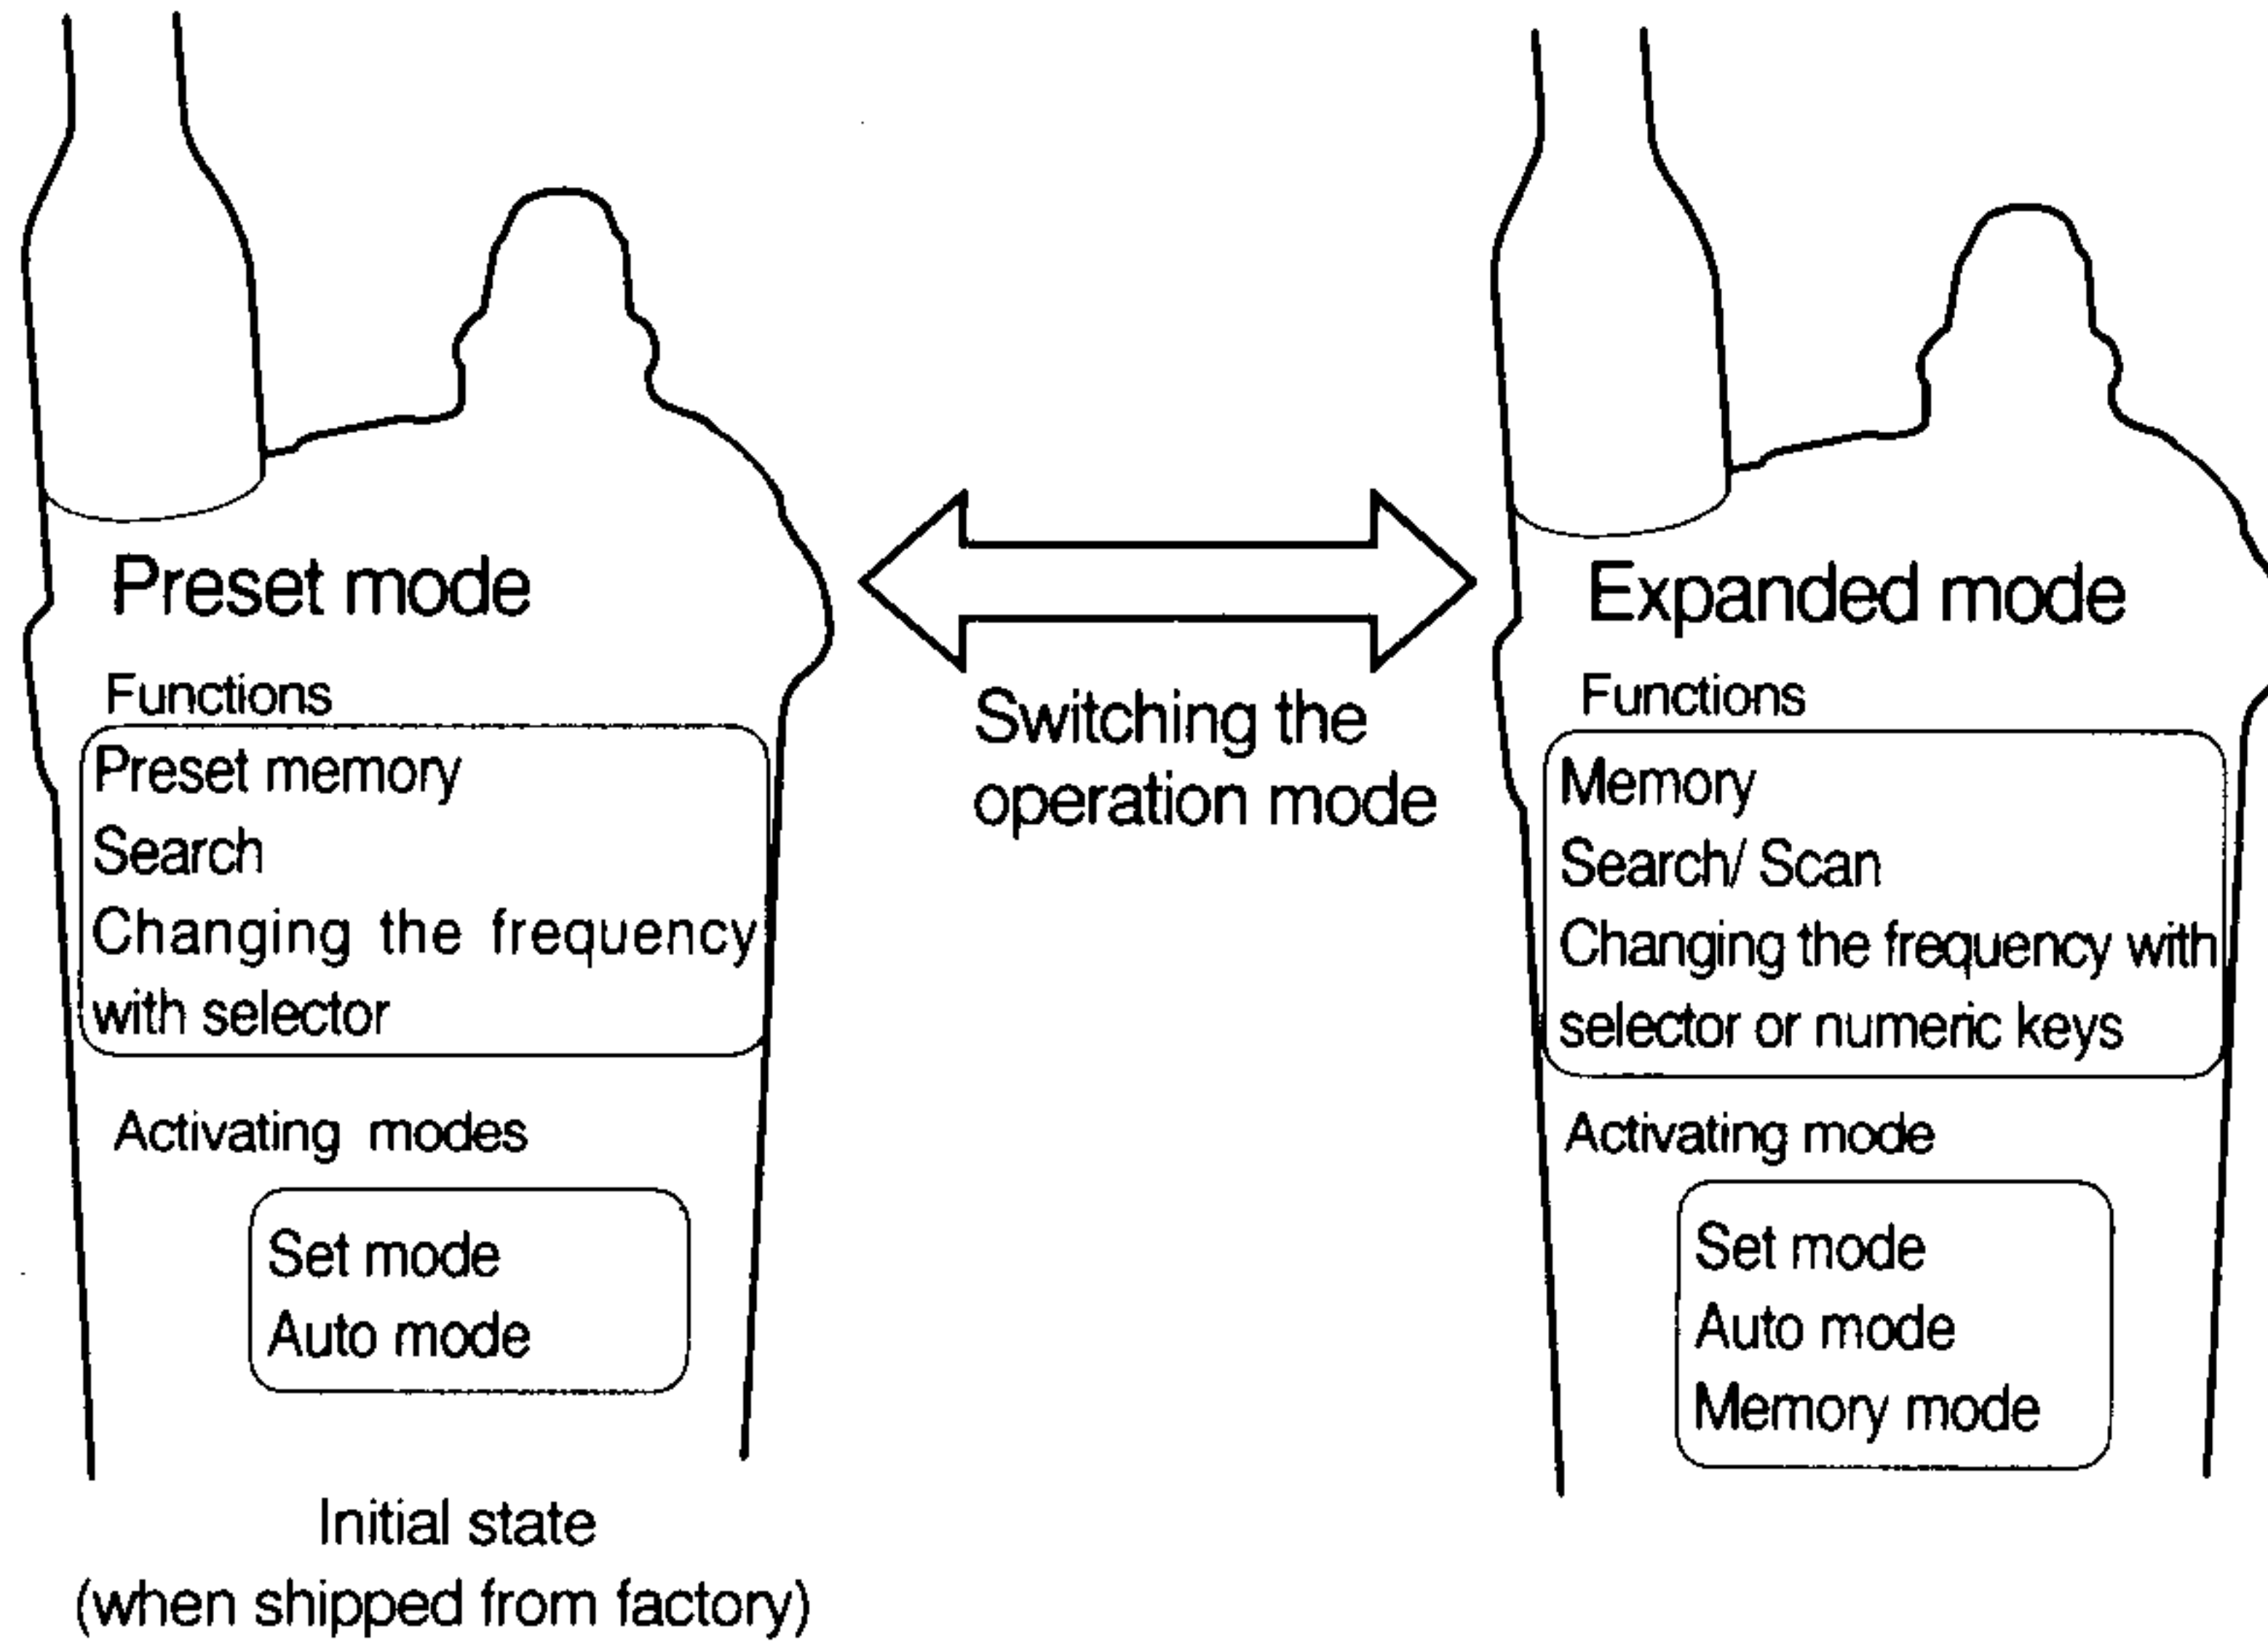 Preset mode
Functions
Preset memory
Search
Changing the frequency
with selector
Activating modes
Set mode
Auto mode
Initial state
(when shipped from factory)
Switching the
operation mode
Expanded mode
Functions
Memory
Search/ Scan
Changing the frequency with
selector or numeric keys
Activating mode
Set mode
Auto mode
Memory mode